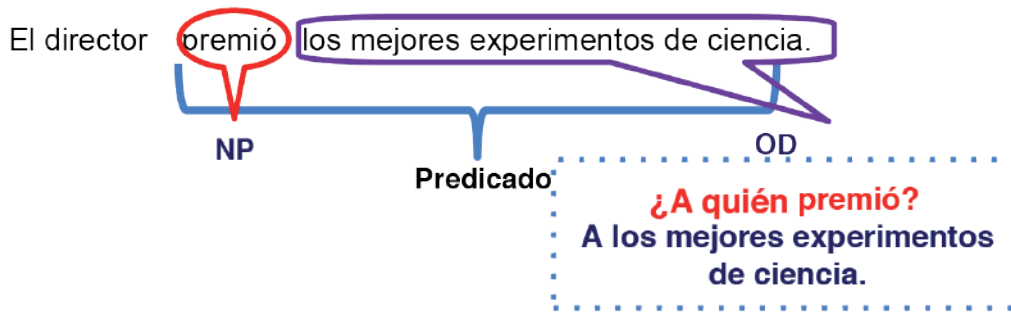 El director premió los mejores experimentos de ciencia.
NP
OD
Predicado
¿A quién premió?
A los mejores experimentos
de ciencia.